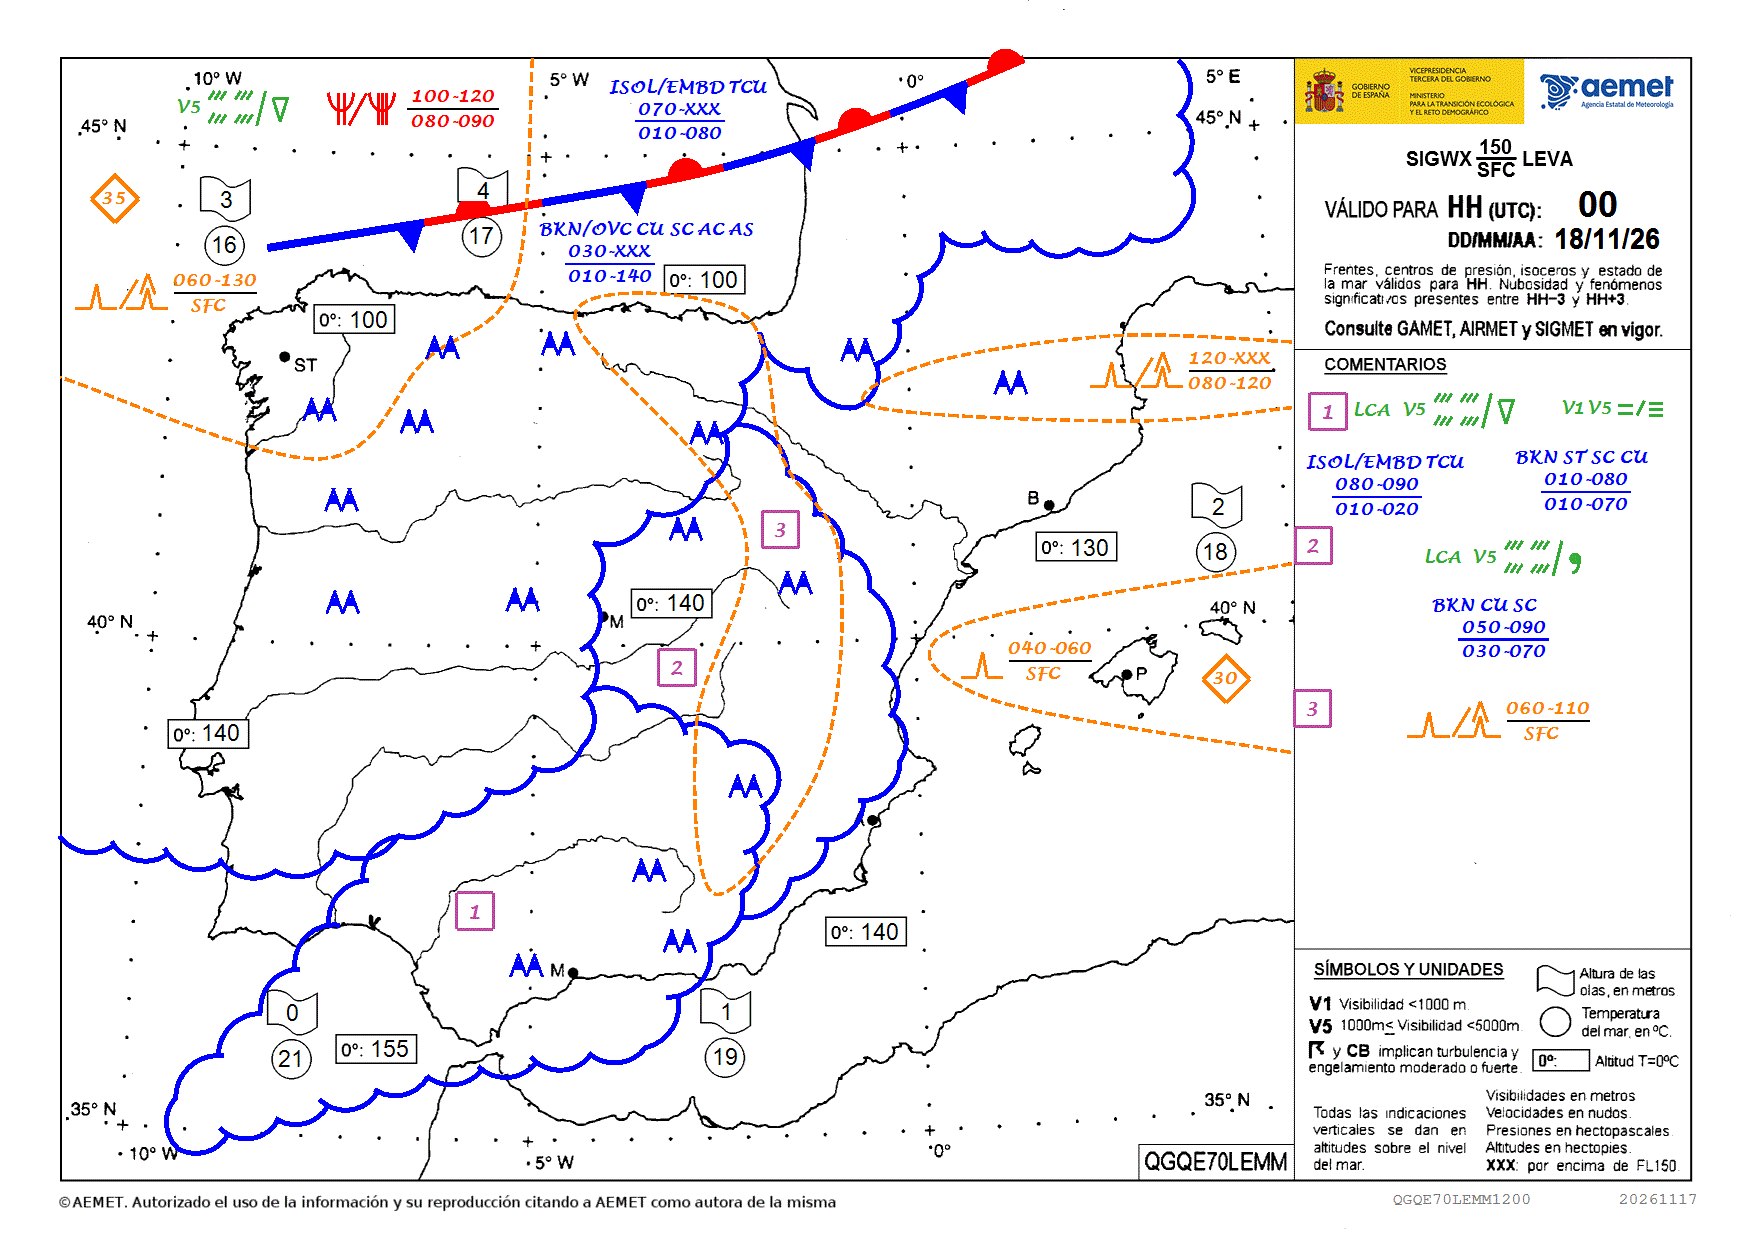 10° W
5° W
0°
5° E
45° N
45° N
V5
100-120
080-090
ISOL/EMBD TCU
070-XXX
010-080
35
3
16
4
17
BKN/OVC CU SC AC AS
030-XXX
010-140
060-130
SFC
0°: 100
0°: 100
ST
120-XXX
080-120
B
2
18
3
0°: 130
0°: 140
M
40° N
40° N
2
040-060
SFC
P
30
0°: 140
1
0°: 140
M
0
21
0°: 155
1
19
35° N
35° N
10° W
5° W
0°
QGQE70LEMM
GOBIERNO
DE ESPAÑA
VICEPRESIDENCIA
TERCERA DEL GOBIERNO
MINISTERIO
PARA LA TRANSICIÓN ECOLÓGICA
Y EL RETO DEMOGRÁFICO
aemet
Agencia Estatal de Meteorología
SIGWX 150 LEVA
SFC
VÁLIDO PARA HH (UTC): 00
DD/MM/AA: 18/11/26
Frentes, centros de presión, isoceros y estado de
la mar válidos para HH. Nubosidad y fenómenos
significativos presentes entre HH-3 y HH+3.
Consulte GAMET, AIRMET y SIGMET en vigor.
COMENTARIOS
1 LCA V5 V1 V5
ISOL/EMBD TCU
080-090
010-020
BKN ST SC CU
010-080
010-070
2
LCA V5
BKN CU SC
050-090
030-070
3
060-110
SFC
SÍMBOLOS Y UNIDADES
V1 Visibilidad <1000 m.
V5 1000m≤ Visibilidad <5000m.
y CB implican turbulencia y
engelamiento moderado o fuerte.
Altura de las
olas, en metros
Temperatura
del mar, en ºC.
0º: Altitud T=0ºC
Todas las indicaciones
verticales se dan en
altitudes sobre el nivel
del mar.
Visibilidades en metros
Velocidades en nudos.
Presiones en hectopascales
Altitudes en hectopies.
XXX: por encima de FL150.
©AEMET. Autorizado el uso de la información y su reproducción citando a AEMET como autora de la misma
QGQE70LEMM1200 20261117